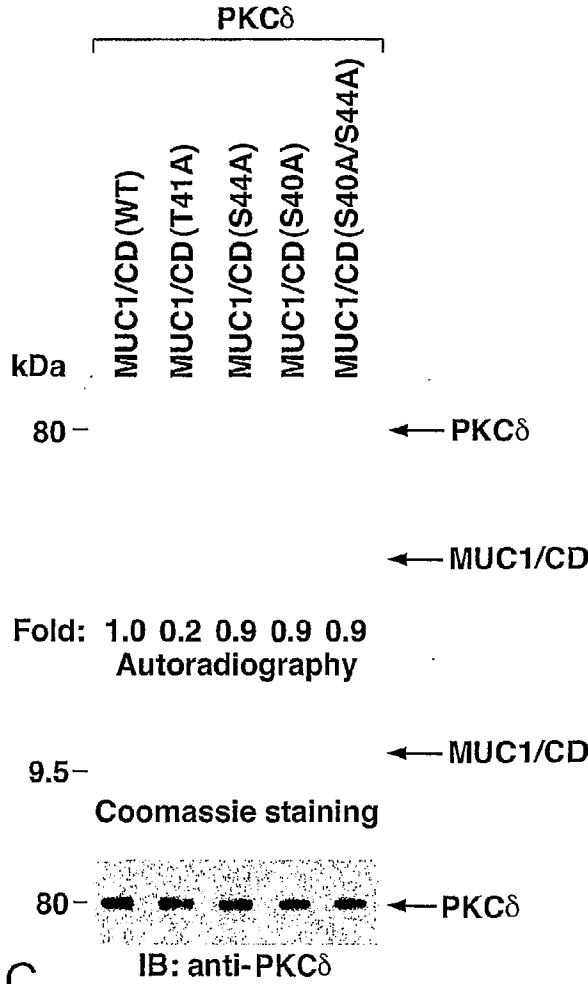 PKCδ
MUC1/CD(WT)
MUC1/CD(T41A)
MUC1/CD(S44A)
MUC1/CD(S40A)
MUC1/CD(S40A/S44A)
kDa
80
PKCδ
MUC1/CD
Fold: 1.0 0.2 0.9 0.9 0.9
Autoradiography
MUC1/CD
9.5
Coomassie staining
80
PKCδ
IB: anti-PKCδ
C